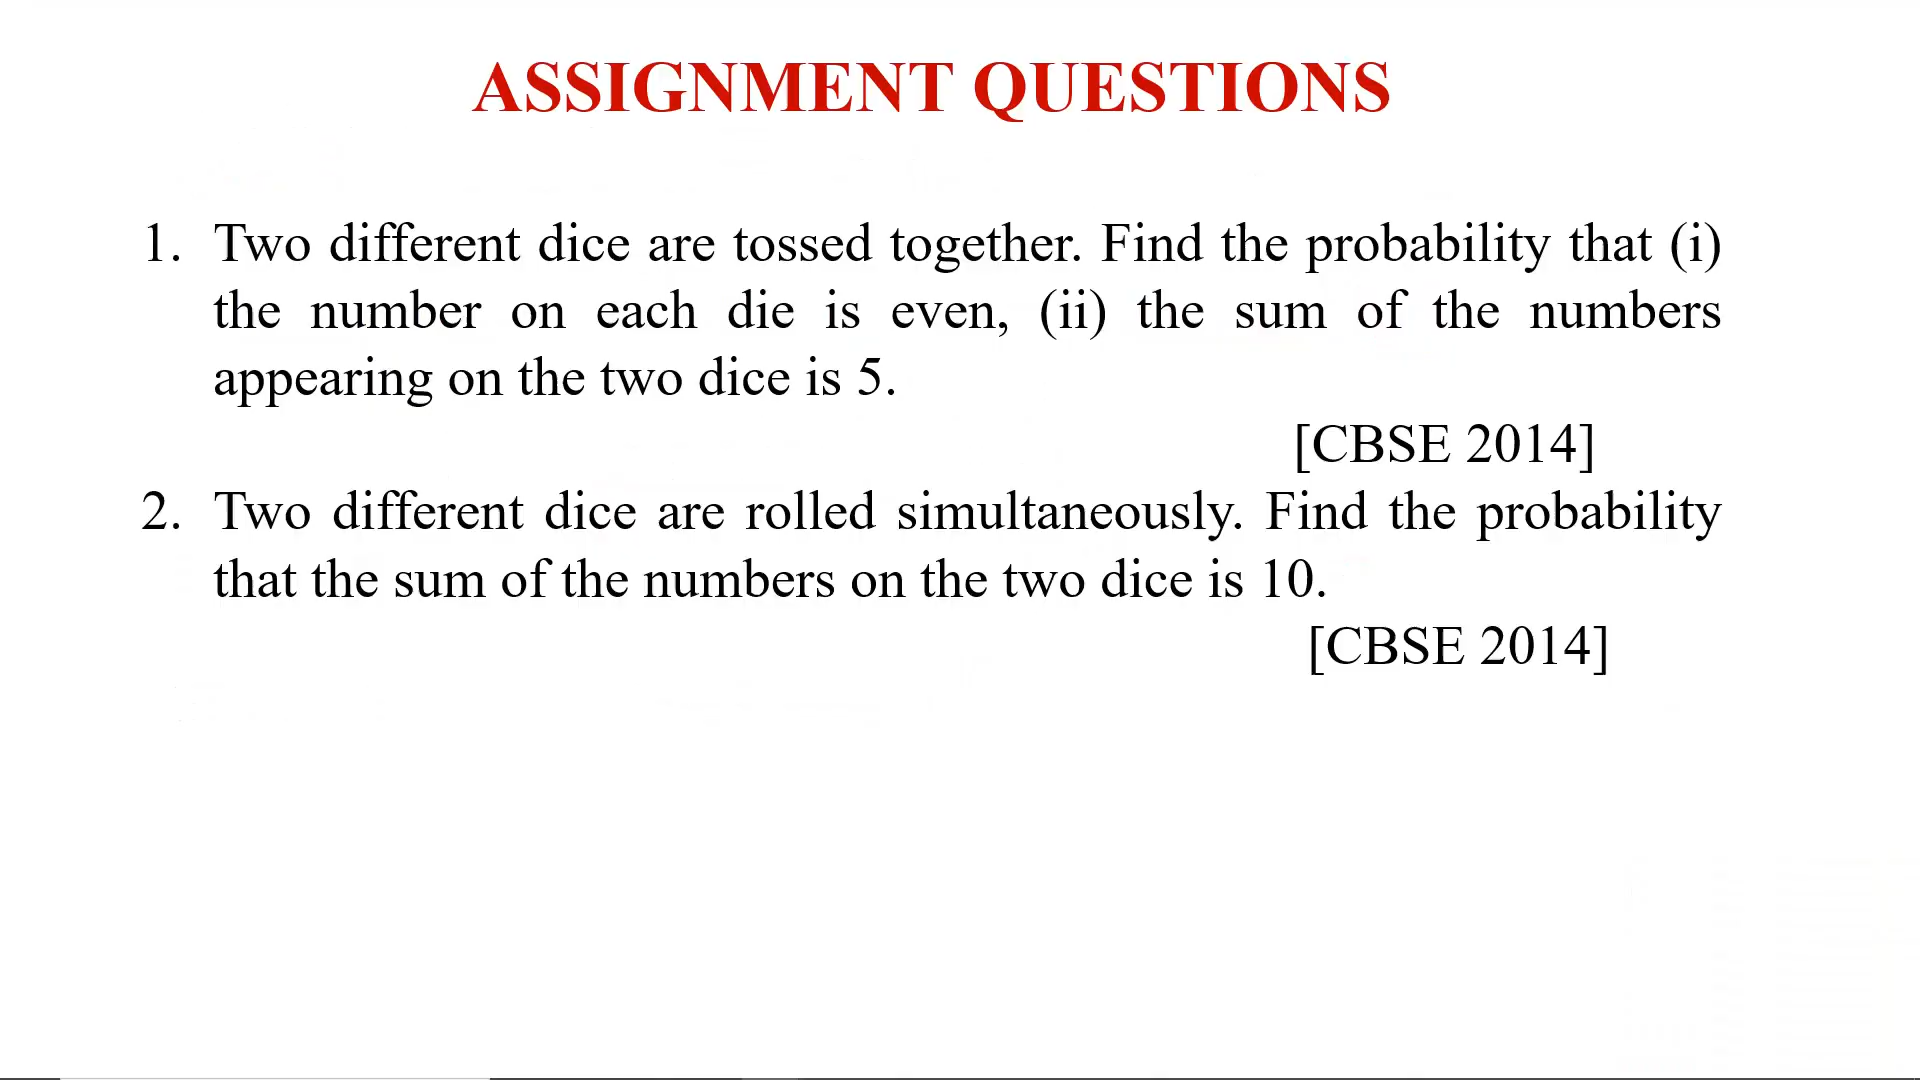 ASSIGNMENT QUESTIONS
1. Two different dice are tossed together. Find the probability that (i)
the number on each die is even, (ii) the sum of the numbers
appearing on the two dice is 5.
[CBSE 2014]
2. Two different dice are rolled simultaneously. Find the probability
that the sum of the numbers on the two dice is 10.
[CBSE 2014]